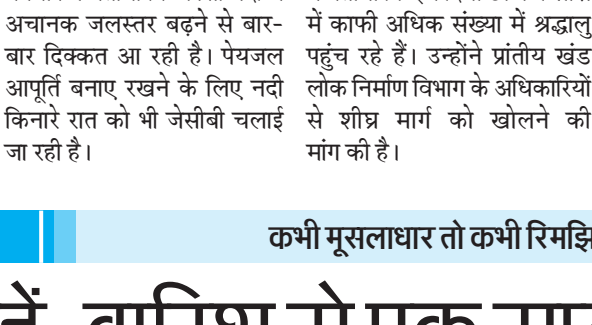 अचानक जलस्तर बढ़ने से बार-
बार दिक्कत आ रही है। पेयजल
आपूर्ति बनाए रखने के लिए नदी
किनारे रात को भी जेसीबी चलाई
जा रही है।
में काफी अधिक संख्या में श्रद्धालु
पहुंच रहे हैं। उन्होंने प्रांतीय खंड
लोक निर्माण विभाग के अधिकारियों
से शीघ्र मार्ग को खोलने की
मांग की है।
कभी मूसलाधार तो कभी रिमझि